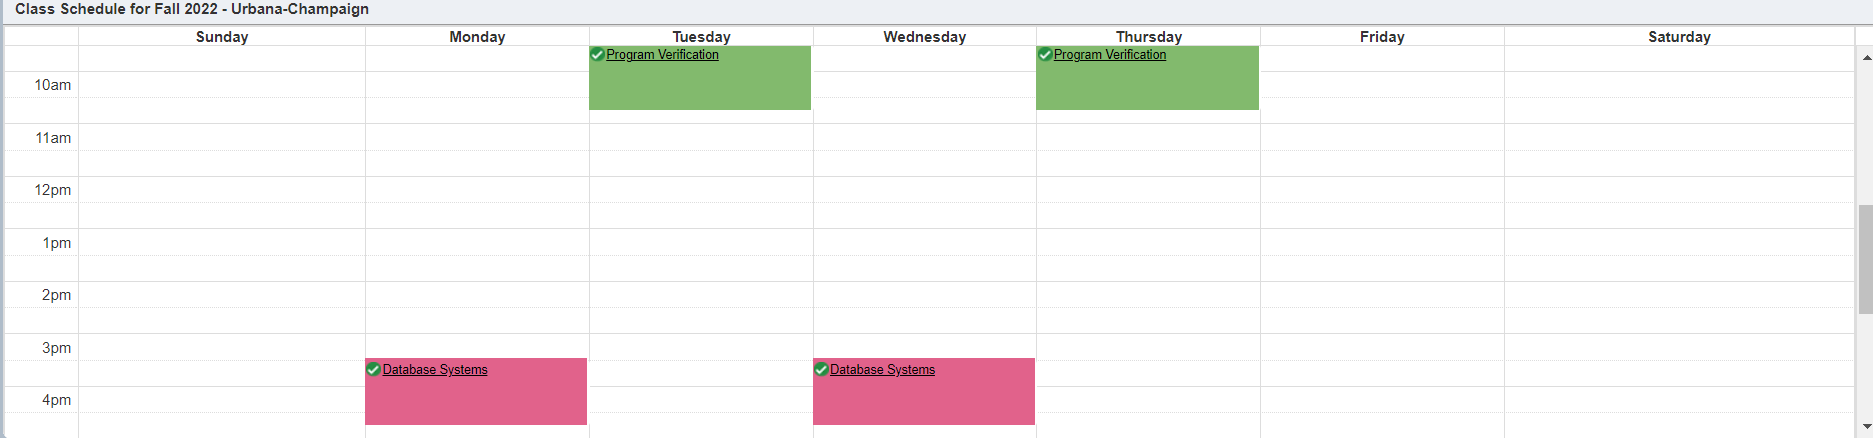 Class Schedule for Fall 2022 - Urbana-Champaign
Sunday Monday Tuesday Wednesday Thursday Friday Saturday
Program Verification Program Verification
10am
11am
12pm
1pm
2pm
3pm
Database Systems Database Systems
4pm